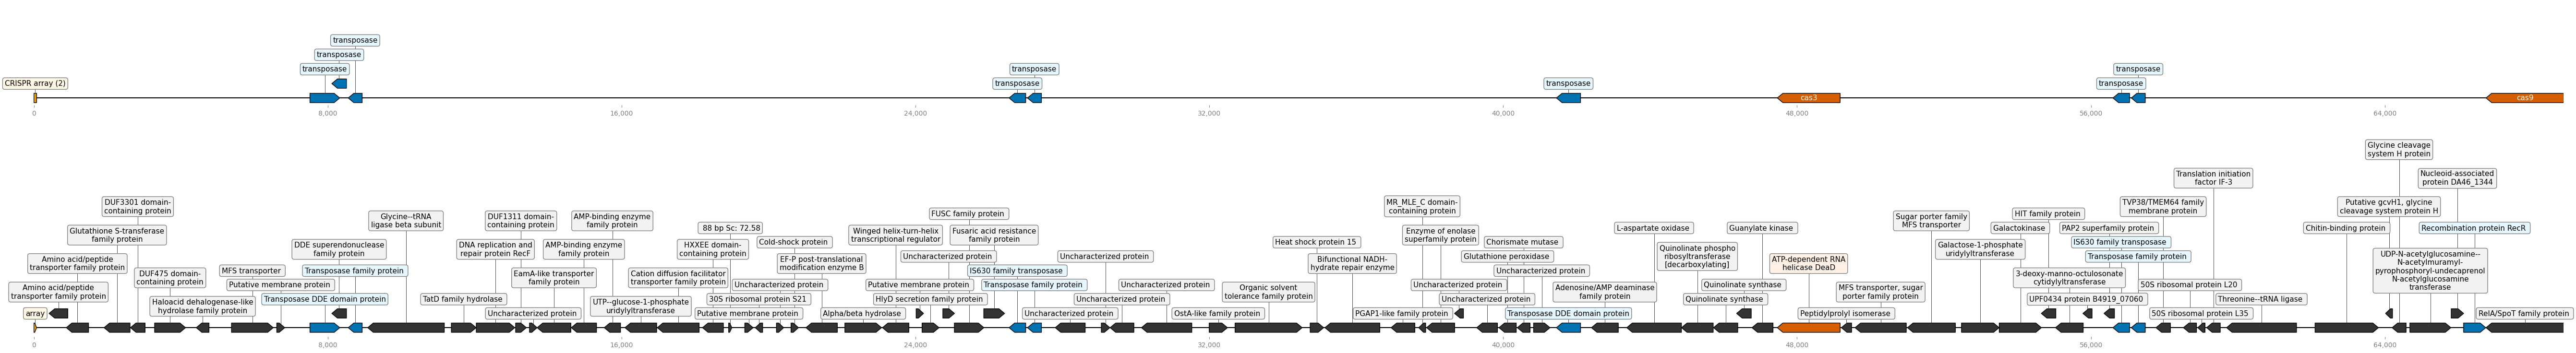 transposase
transposase
transposase
transposase
transposase
transposase
transposase
transposase
CRISPR array (2)
cas3
cas9
0
8,000
16,000
24,000
32,000
40,000
48,000
56,000
64,000
Glycine cleavage
system H protein
Translation initiation
factor IF-3
Nucleoid-associated
protein DA46_1344
DUF3301 domain-
containing protein
MR_MLE_C domain-
containing protein
TVP38/TMEM64 family
membrane protein
Putative gcvH1, glycine
cleavage system protein H
FUSC family protein
HIT family protein
Glycine--tRNA
ligase beta subunit
DUF1311 domain-
containing protein
AMP-binding enzyme
family protein
Sugar porter family
MFS transporter
88 bp Sc: 72.58
L-aspartate oxidase
Guanylate kinase
Galactokinase
PAP2 superfamily protein
Chitin-binding protein
Recombination protein RecR
Glutathione S-transferase
family protein
Winged helix-turn-helix
transcriptional regulator
Fusaric acid resistance
family protein
Enzyme of enolase
superfamily protein
Cold-shock protein
Heat shock protein 15
Chorismate mutase
IS630 family transposase
DDE superendonuclease
family protein
DNA replication and
repair protein RecF
AMP-binding enzyme
family protein
HXXEE domain-
containing protein
Quinolinate phospho
ribosyltransferase
[decarboxylating]
Galactose-1-phosphate
uridylyltransferase
Uncharacterized protein
Uncharacterized protein
Glutathione peroxidase
Transposase family protein
UDP-N-acetylglucosamine--
N-acetylmuramyl-
pyrophosphoryl-undecaprenol
N-acetylglucosamine
transferase
Amino acid/peptide
transporter family protein
EF-P post-translational
modification enzyme B
Bifunctional NADH-
hydrate repair enzyme
ATP-dependent RNA
helicase DeaD
DUF475 domain-
containing protein
MFS transporter
Transposase family protein
EamA-like transporter
family protein
Cation diffusion facilitator
transporter family protein
IS630 family transposase
Uncharacterized protein
3-deoxy-manno-octulosonate
cytidylyltransferase
Putative membrane protein
Uncharacterized protein
Putative membrane protein
Transposase family protein
Uncharacterized protein
Uncharacterized protein
Quinolinate synthase
50S ribosomal protein L20
Amino acid/peptide
transporter family protein
Organic solvent
tolerance family protein
Adenosine/AMP deaminase
family protein
MFS transporter, sugar
porter family protein
Haloacid dehalogenase-like
hydrolase family protein
Transposase DDE domain protein
TatD family hydrolase
UTP--glucose-1-phosphate
uridylyltransferase
30S ribosomal protein S21
HlyD secretion family protein
Uncharacterized protein
Uncharacterized protein
Quinolinate synthase
UPF0434 protein B4919_07060
Threonine--tRNA ligase
array
Uncharacterized protein
Putative membrane protein
Alpha/beta hydrolase
Uncharacterized protein
OstA-like family protein
PGAP1-like family protein
Transposase DDE domain protein
Peptidylprolyl isomerase
50S ribosomal protein L35
RelA/SpoT family protein
0
8,000
16,000
24,000
32,000
40,000
48,000
56,000
64,000